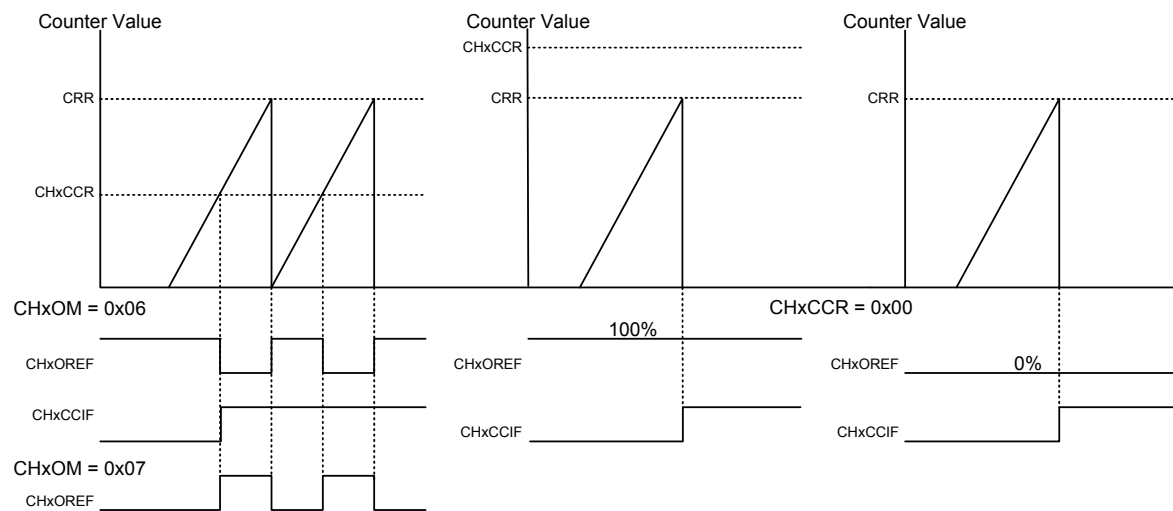 Counter Value
CRR
CHxCCR
CHxOM = 0x06
CHxOREF
CHxCCIF
CHxOM = 0x07
CHxOREF
Counter Value
CHxCCR
CRR
100%
CHxOREF
CHxCCIF
Counter Value
CRR
CHxCCR = 0x00
CHxOREF
0%
CHxCCIF